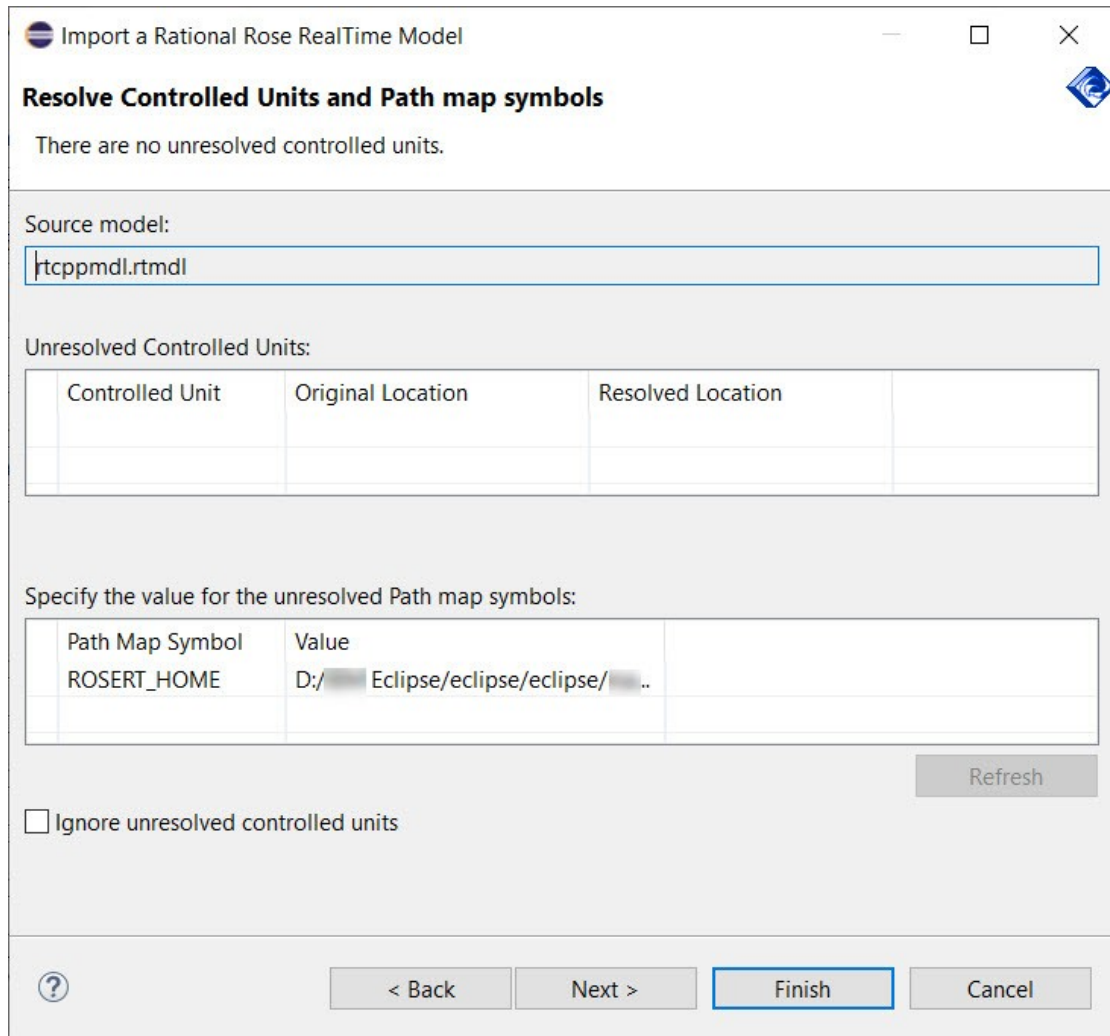 Import a Rational Rose RealTime Model
Resolve Controlled Units and Path map symbols
There are no unresolved controlled units.
Source model:
rtcppmdl.rtmdl
Unresolved Controlled Units:
Controlled Unit Original Location Resolved Location
Specify the value for the unresolved Path map symbols:
Path Map Symbol Value
ROSERT_HOME D:/ Eclipse/eclipse/eclipse/ ..
Refresh
Ignore unresolved controlled units
?
< Back Next > Finish Cancel